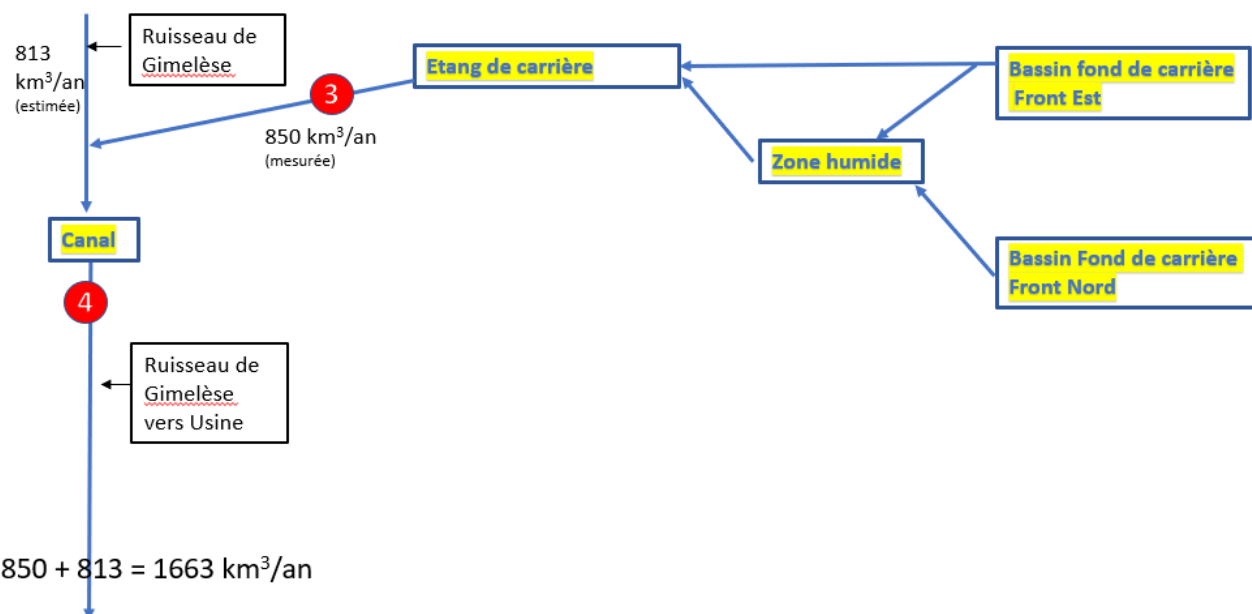 813
km³/an
(estimée)
Ruisseau de
Gimelèse
3
850 km³/an
(mesurée)
Etang de carrière
Bassin fond de carrière
Front Est
Zone humide
Canal
Bassin Fond de carrière
Front Nord
4
Ruisseau de
Gimelèse
vers Usine
850 + 813 = 1663 km³/an